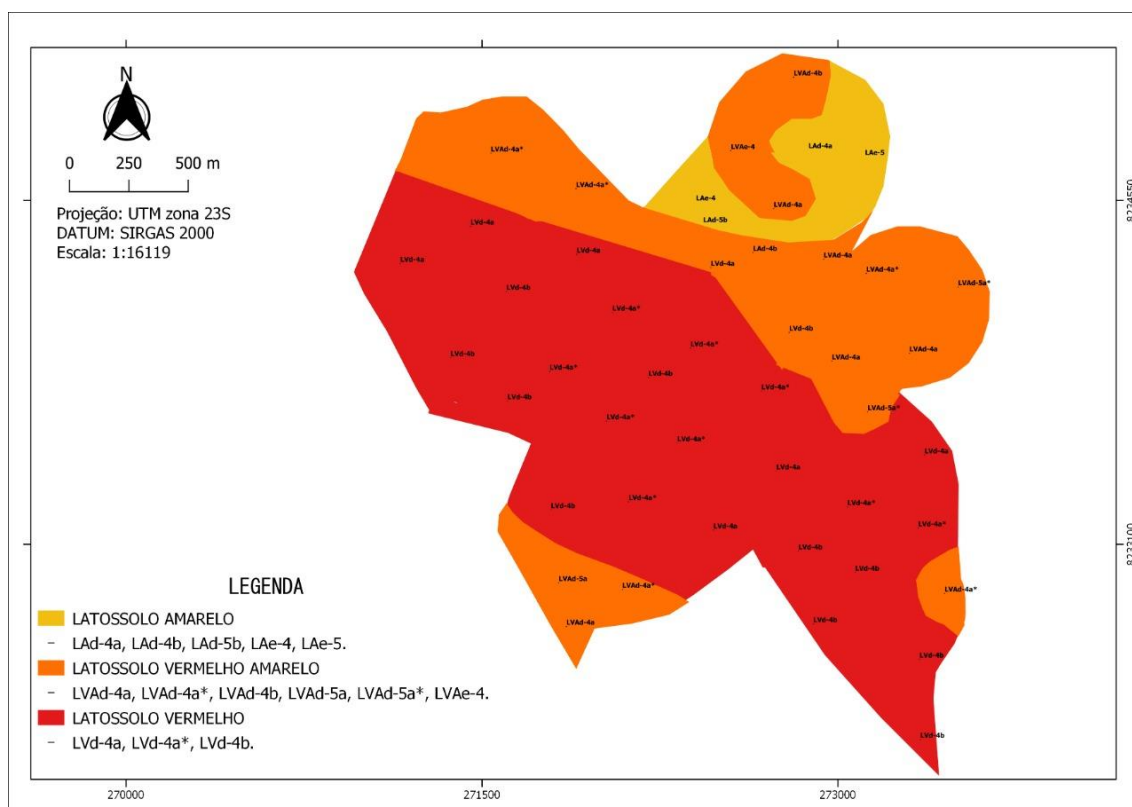 N
0 250 500 m
Projeção: UTM zona 23S
DATUM: SIRGAS 2000
Escala: 1:16119
LVAd-4b
LVAd-4a*
LVAe-4
LAd-4a
LAe-5
LVAd-4a*
LAe-4
LVAd-4a
LAd-5b
8234550
LVd-4a
LVd-4a
LAd-4b
LVAd-4a
LVd-4a
LVd-4a
LVAd-4a*
LVAd-5a*
LVd-4b
LVd-4a*
LVd-4b
LVd-4a*
LVd-4b
LVAd-4a
LVAd-4a
LVd-4a*
LVd-4b
LVd-4a*
LVd-4b
LVAd-5a*
LVd-4a*
LVd-4a*
LVd-4a
LVd-4a
LVd-4b
LVd-4a*
LVd-4a*
LVd-4a
LVd-4a*
LVd-4b
8233100
LVd-4b
LVAd-5a
LVAd-4a*
LVAd-4a*
LVAd-4a
LVd-4b
LVd-4b
LVd-4b
LEGENDA
LATOSSOLO AMARELO
- LAd-4a, LAd-4b, LAd-5b, LAe-4, LAe-5.
LATOSSOLO VERMELHO AMARELO
- LVAd-4a, LVAd-4a*, LVAd-4b, LVAd-5a, LVAd-5a*, LVAe-4.
LATOSSOLO VERMELHO
- LVd-4a, LVd-4a*, LVd-4b.
270000 271500 273000